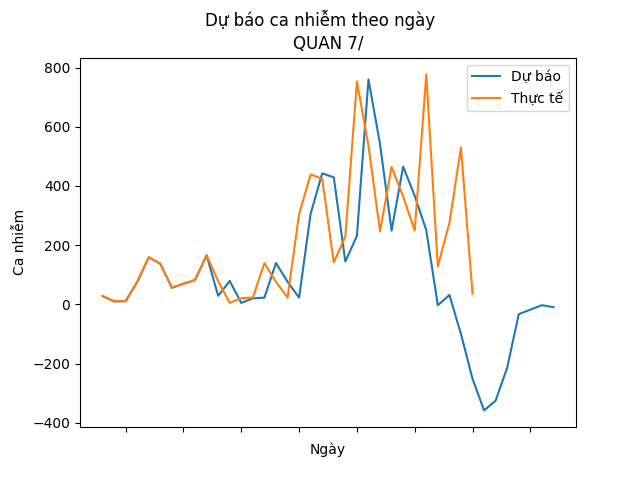 Dự báo ca nhiễm theo ngày
QUAN 7/
Dự báo
Thực tế
Ca nhiễm
800
600
400
200
0
−200
−400
Ngày